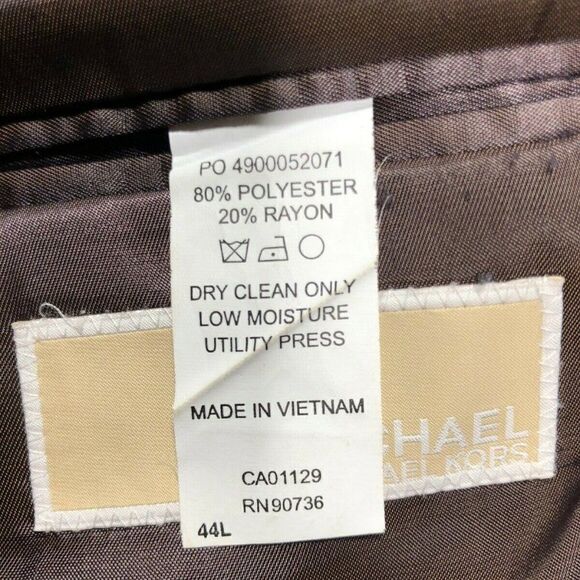 PO 4900052071
80% POLYESTER
20% RAYON
DRY CLEAN ONLY
LOW MOISTURE
UTILITY PRESS
MADE IN VIETNAM
CA01129
RN90736
44L
CHAEL
AEL KORS